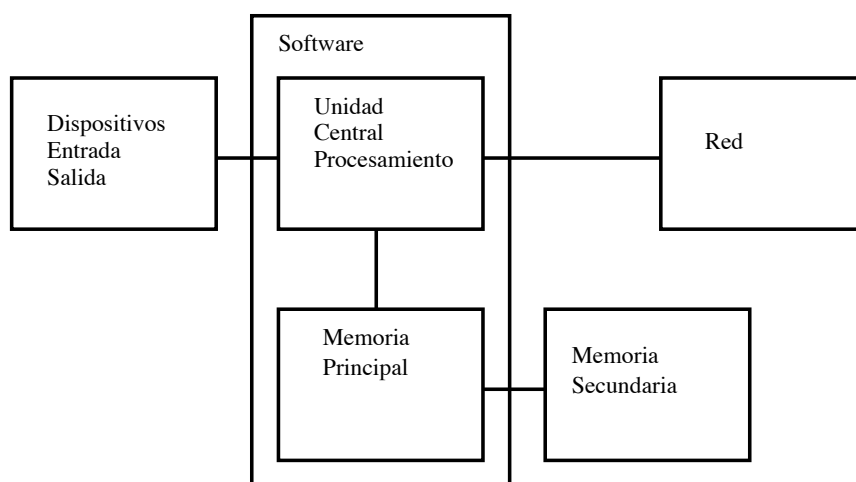 Software
Dispositivos
Entrada
Salida
Unidad
Central
Procesamiento
Red
Memoria
Principal
Memoria
Secundaria